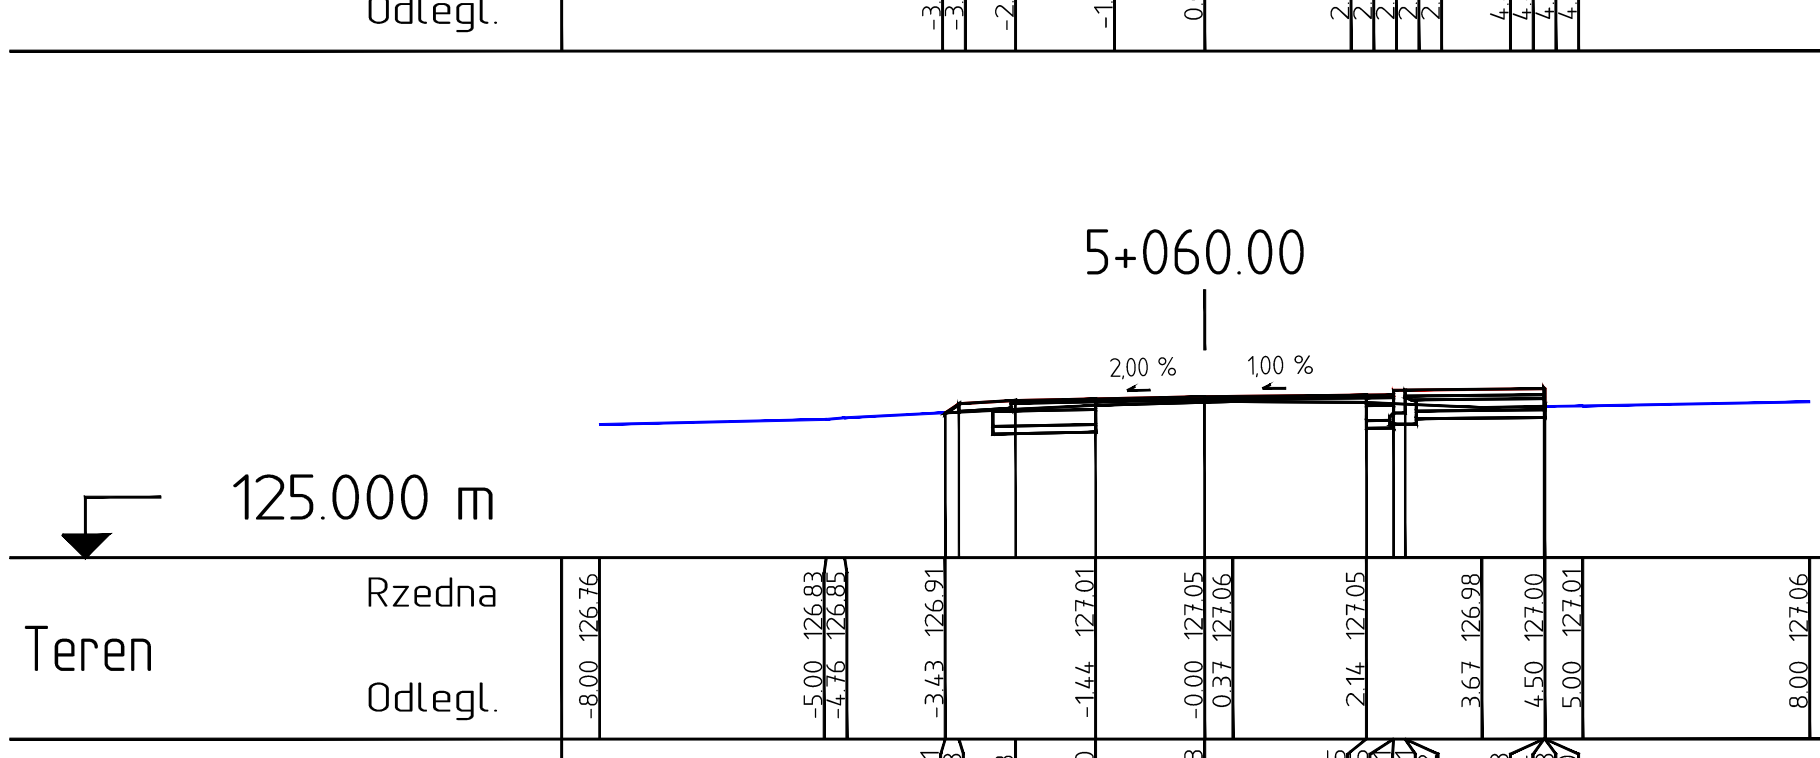 Odlegl.
5+060.00
2,00 % 1,00 %
125.000 m
Rzedna 126.76 126.83 126.85 126.91 127.01 127.05 127.06 127.05 126.98 127.00 127.01 127.06
Teren
Odlegl. -8.00 -5.00 -4.76 -3.43 -1.44 -0.00 0.37 2.14 3.67 4.50 5.00 8.00